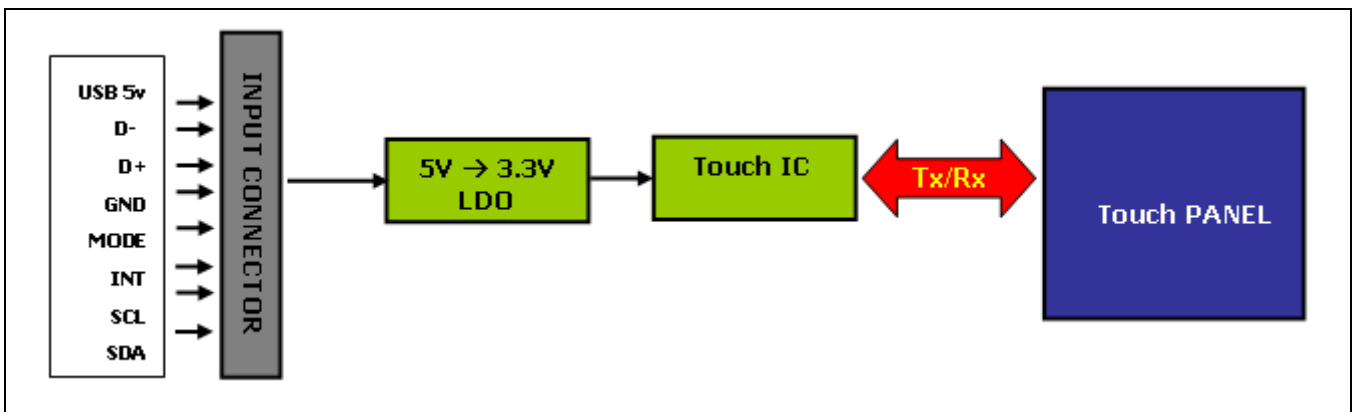 USB 5v
D-
D+
GND
MODE
INT
SCL
SDA
INPUT CONNECTOR
5V → 3.3V
LDO
Touch IC
Tx/Rx
Touch PANEL